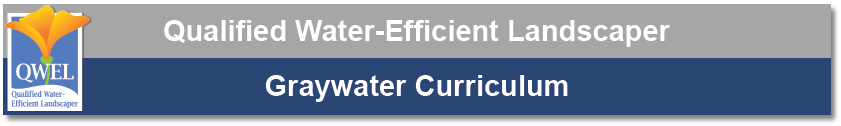 Qualified Water-Efficient Landscaper
Graywater Curriculum
QWEL
Qualified Water-
Efficient Landscaper